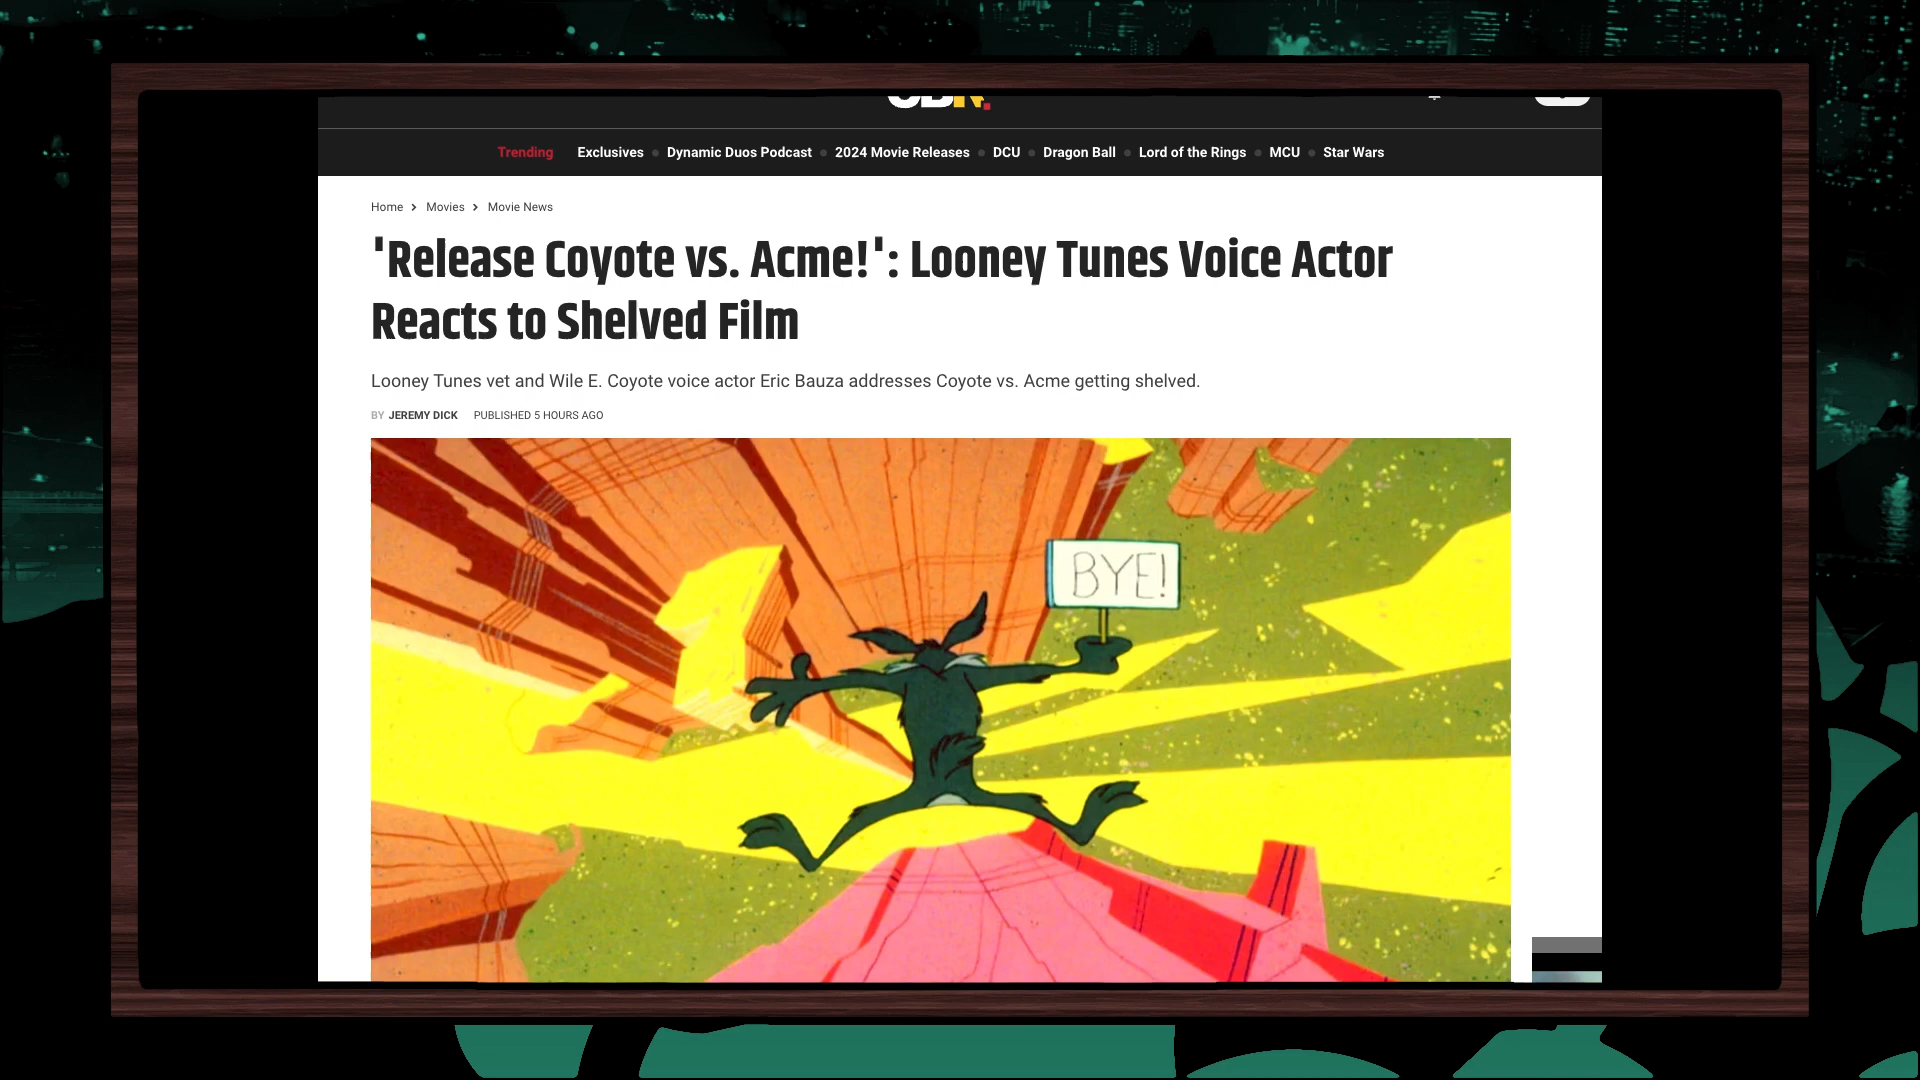 CBR.
Trending Exclusives Dynamic Duos Podcast 2024 Movie Releases DCU Dragon Ball Lord of the Rings MCU Star Wars
Home > Movies > Movie News
'Release Coyote vs. Acme!': Looney Tunes Voice Actor
Reacts to Shelved Film
Looney Tunes vet and Wile E. Coyote voice actor Eric Bauza addresses Coyote vs. Acme getting shelved.
BY JEREMY DICK PUBLISHED 5 HOURS AGO
BYE!